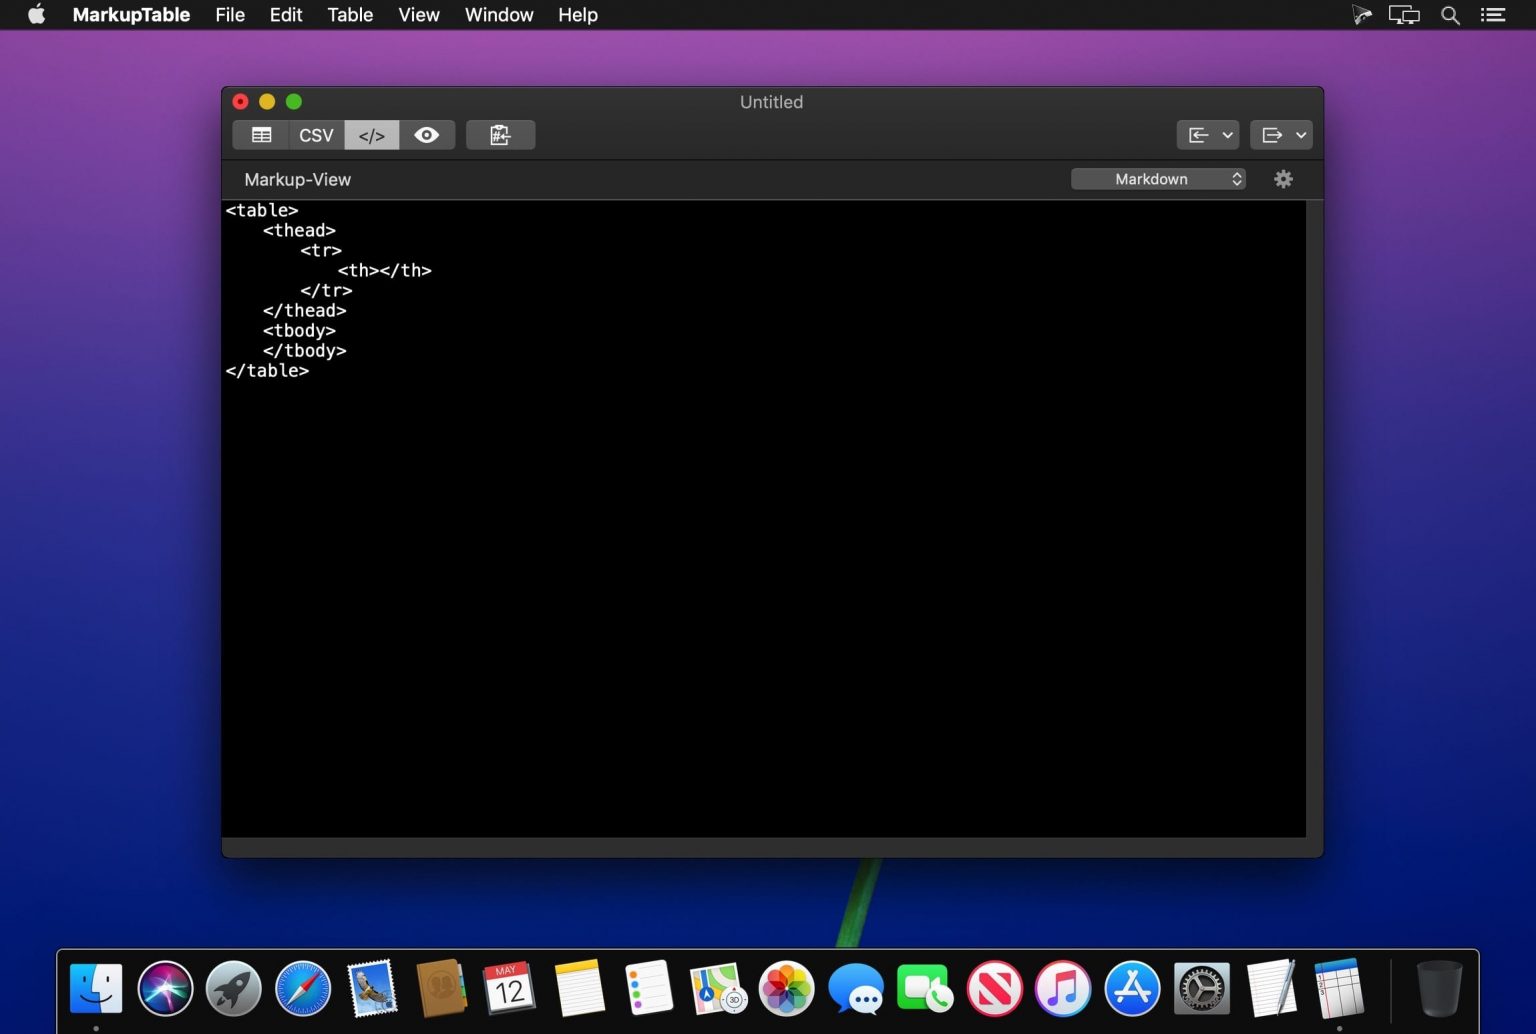 MarkupTable File Edit Table View Window Help
Untitled
CSV </>
Markup-View Markdown
<table>
<thead>
<tr>
<th></th>
</tr>
</thead>
<tbody>
</tbody>
</table>
MAY
12
3D